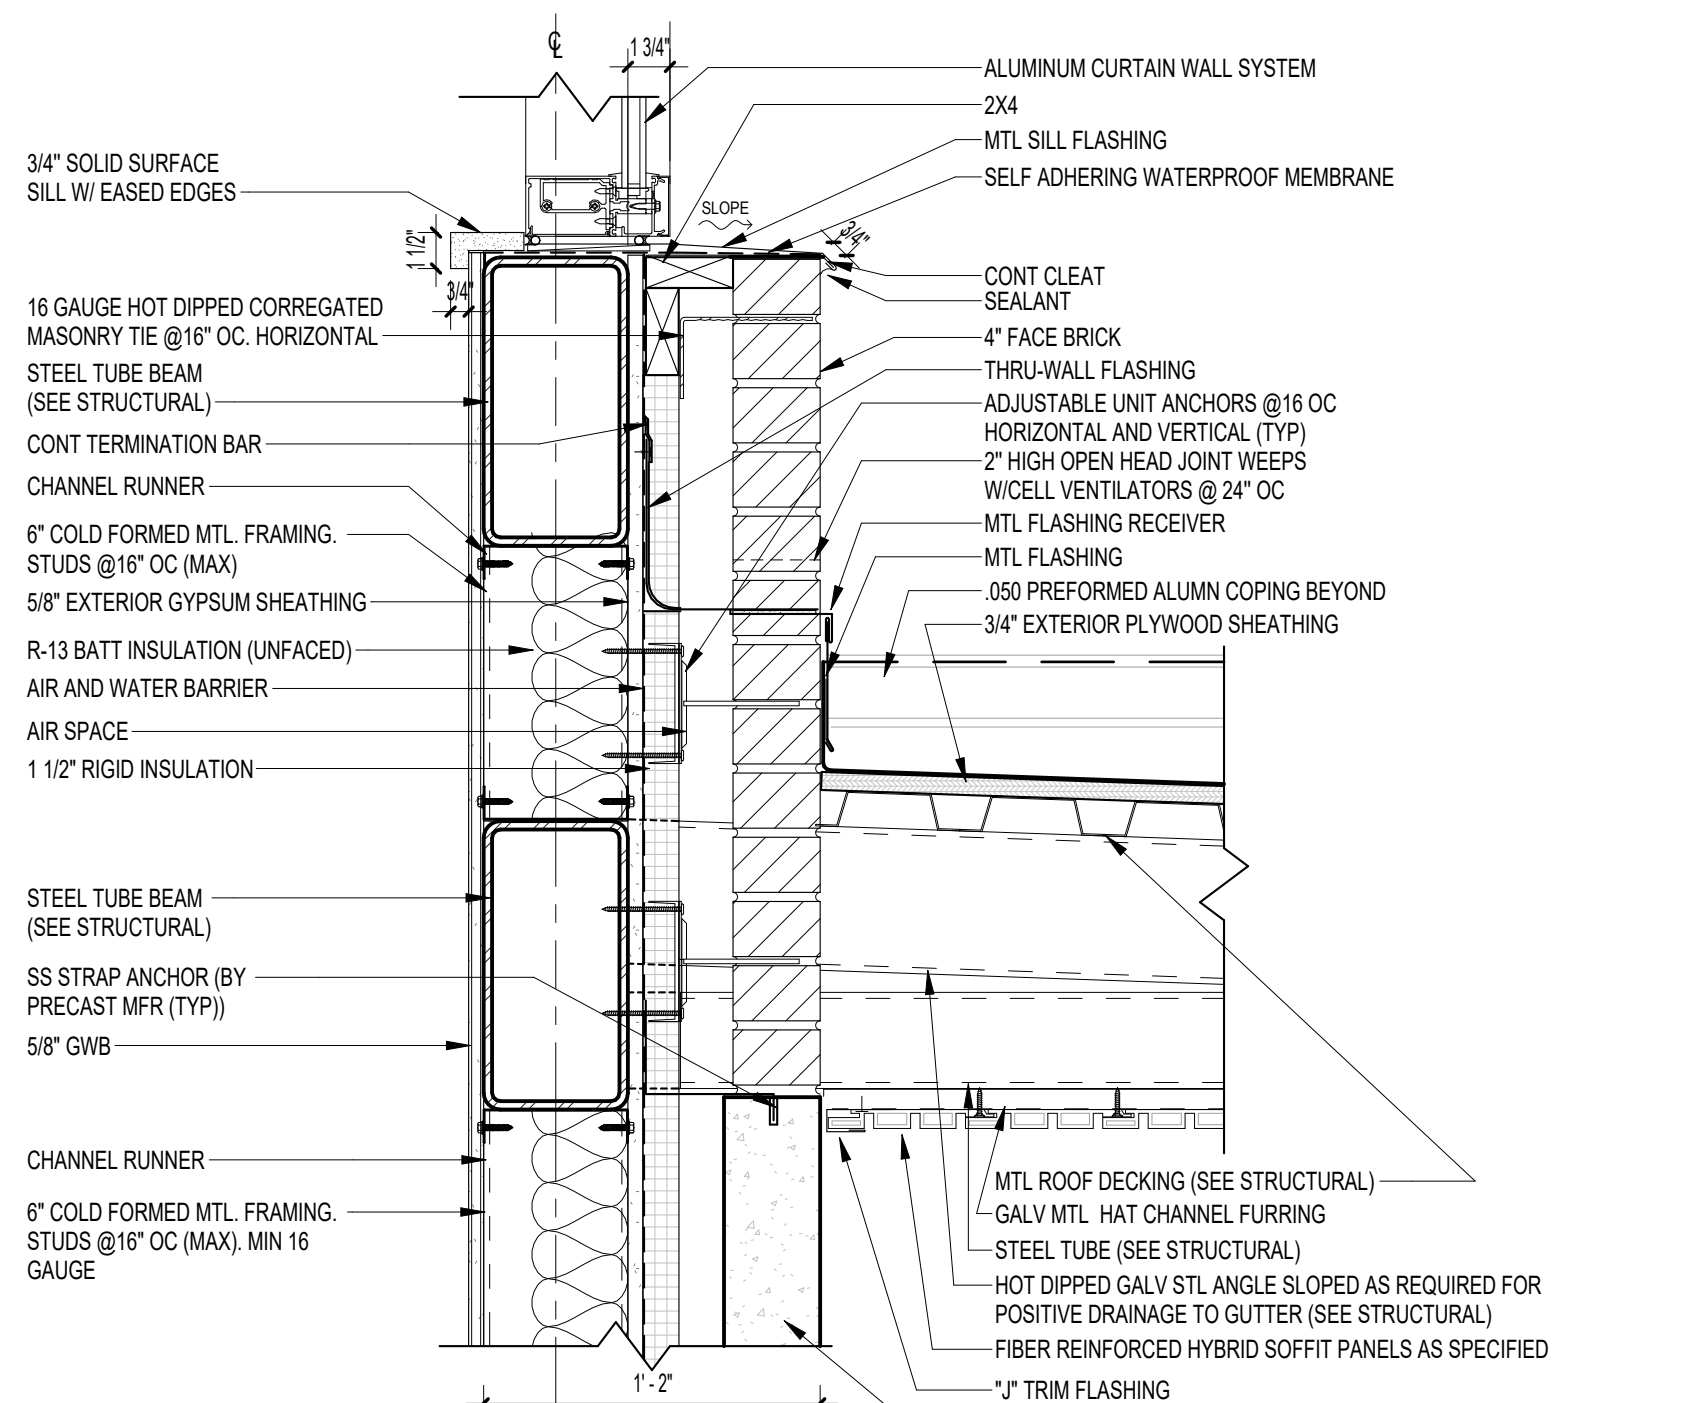 ℄
1 3/4"
ALUMINUM CURTAIN WALL SYSTEM
2X4
MTL SILL FLASHING
SELF ADHERING WATERPROOF MEMBRANE
3/4" SOLID SURFACE
SILL W/ EASED EDGES
SLOPE
3/4"
1 1/2"
3/4"
CONT CLEAT
SEALANT
16 GAUGE HOT DIPPED CORREGATED
MASONRY TIE @16" OC. HORIZONTAL
4" FACE BRICK
THRU-WALL FLASHING
STEEL TUBE BEAM
(SEE STRUCTURAL)
ADJUSTABLE UNIT ANCHORS @16 OC
HORIZONTAL AND VERTICAL (TYP)
CONT TERMINATION BAR
2" HIGH OPEN HEAD JOINT WEEPS
W/CELL VENTILATORS @ 24" OC
CHANNEL RUNNER
MTL FLASHING RECEIVER
6" COLD FORMED MTL. FRAMING.
STUDS @16" OC (MAX)
MTL FLASHING
.050 PREFORMED ALUMN COPING BEYOND
5/8" EXTERIOR GYPSUM SHEATHING
3/4" EXTERIOR PLYWOOD SHEATHING
R-13 BATT INSULATION (UNFACED)
AIR AND WATER BARRIER
AIR SPACE
1 1/2" RIGID INSULATION
STEEL TUBE BEAM
(SEE STRUCTURAL)
SS STRAP ANCHOR (BY
PRECAST MFR (TYP))
5/8" GWB
CHANNEL RUNNER
6" COLD FORMED MTL. FRAMING.
STUDS @16" OC (MAX). MIN 16
GAUGE
MTL ROOF DECKING (SEE STRUCTURAL)
GALV MTL HAT CHANNEL FURRING
STEEL TUBE (SEE STRUCTURAL)
HOT DIPPED GALV STL ANGLE SLOPED AS REQUIRED FOR
POSITIVE DRAINAGE TO GUTTER (SEE STRUCTURAL)
FIBER REINFORCED HYBRID SOFFIT PANELS AS SPECIFIED
"J" TRIM FLASHING
1' - 2"